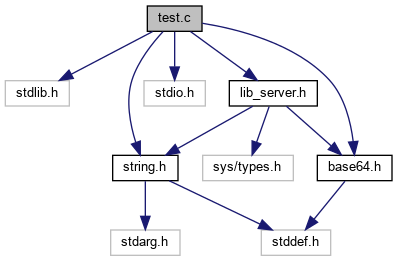 test.c
stdlib.h
stdio.h
lib_server.h
string.h
sys/types.h
base64.h
stdarg.h
stddef.h